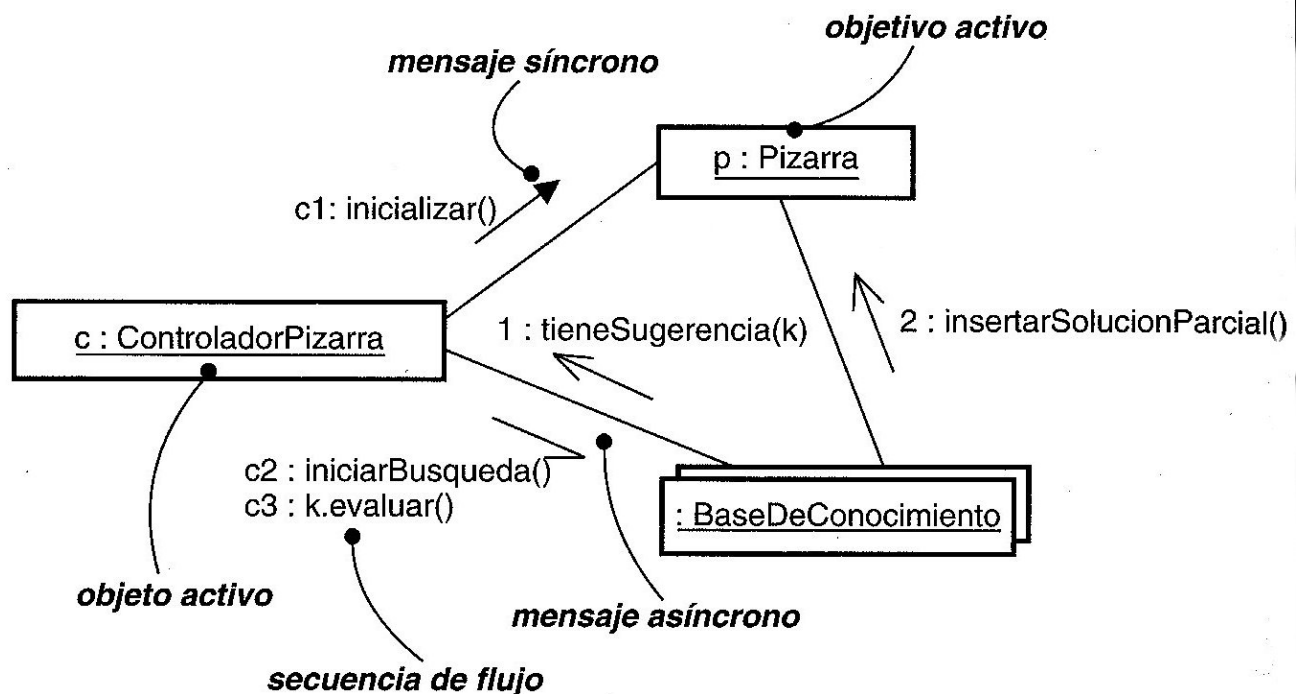 objetivo activo
mensaje síncrono
p : Pizarra
c1: inicializar()
c : ControladorPizarra
1 : tieneSugerencia(k)
2 : insertarSolucionParcial()
c2 : iniciarBusqueda()
c3 : k.evaluar()
: BaseDeConocimiento
objeto activo
mensaje asíncrono
secuencia de flujo